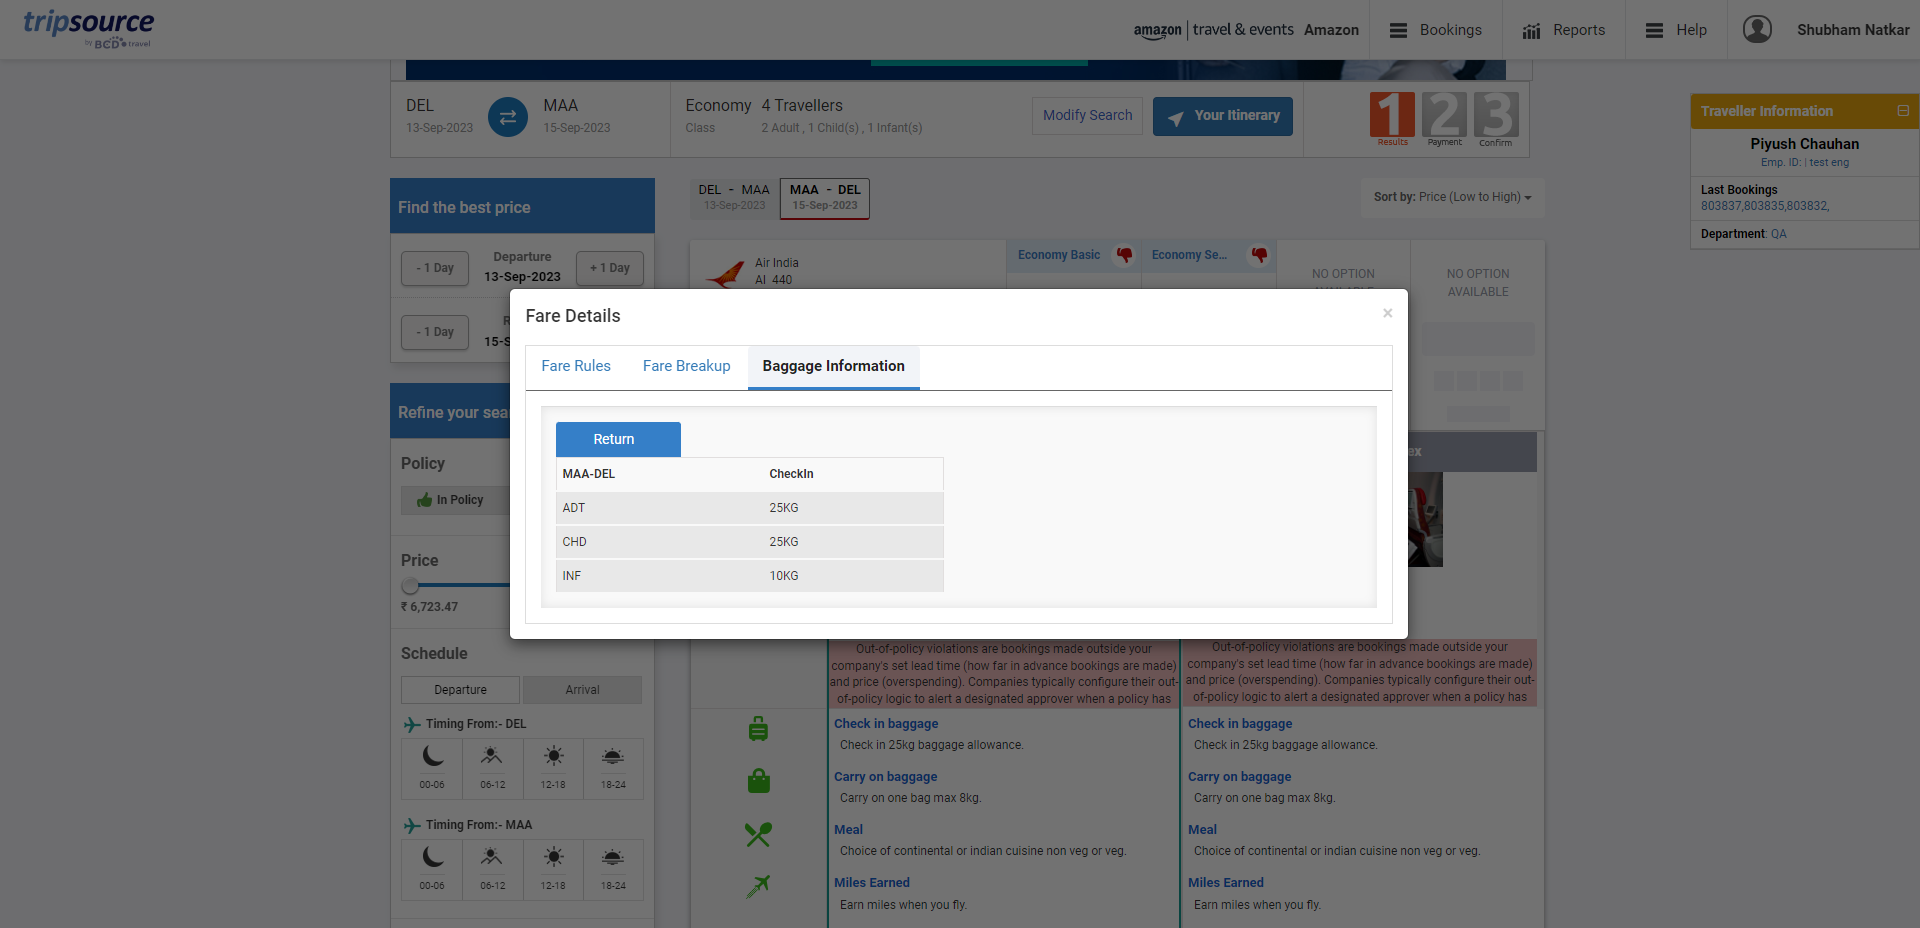 tripsource
by BCD travel
amazon | travel & events Amazon
Bookings
Reports
Help
Shubham Natkar
DEL
13-Sep-2023
MAA
15-Sep-2023
Economy
Class
4 Travellers
2 Adult , 1 Child(s) , 1 Infant(s)
Modify Search
Your Itinerary
1
Results
2
Payment
3
Confirm
Traveller Information
Piyush Chauhan
Emp. ID: | test eng
Last Bookings
803837,803835,803832,
Department: QA
Find the best price
- 1 Day
Departure
13-Sep-2023
+ 1 Day
- 1 Day
R
15-S
DEL - MAA
13-Sep-2023
MAA - DEL
15-Sep-2023
Sort by: Price (Low to High)
Air India
AI 440
Economy Basic
Economy Se...
NO OPTION
AVAILABLE
NO OPTION
AVAILABLE
Fare Details
×
Fare Rules
Fare Breakup
Baggage Information
Return
MAA-DEL CheckIn
ADT 25KG
CHD 25KG
INF 10KG
ex
Refine your sea
Policy
In Policy
Price
₹ 6,723.47
Schedule
Departure
Arrival
Timing From:- DEL
00-06
06-12
12-18
18-24
Timing From:- MAA
00-06
06-12
12-18
18-24
Out-of-policy violations are bookings made outside your
company's set lead time (how far in advance bookings are made)
and price (overspending). Companies typically configure their out-
of-policy logic to alert a designated approver when a policy has
Check in baggage
Check in 25kg baggage allowance.
Carry on baggage
Carry on one bag max 8kg.
Meal
Choice of continental or indian cuisine non veg or veg.
Miles Earned
Earn miles when you fly.
Out-of-policy violations are bookings made outside your
company's set lead time (how far in advance bookings are made)
and price (overspending). Companies typically configure their out-
of-policy logic to alert a designated approver when a policy has
Check in baggage
Check in 25kg baggage allowance.
Carry on baggage
Carry on one bag max 8kg.
Meal
Choice of continental or indian cuisine non veg or veg.
Miles Earned
Earn miles when you fly.